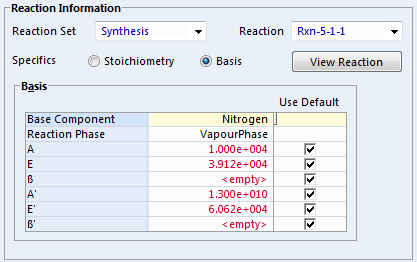 Reaction Information
Reaction Set Synthesis Reaction Rxn-5-1-1
Specifics Stoichiometry Basis View Reaction
Basis
Use Default
Base Component Nitrogen
Reaction Phase VapourPhase
A 1.000e+004
E 3.912e+004
ß <empty>
A' 1.300e+010
E' 6.062e+004
ß' <empty>